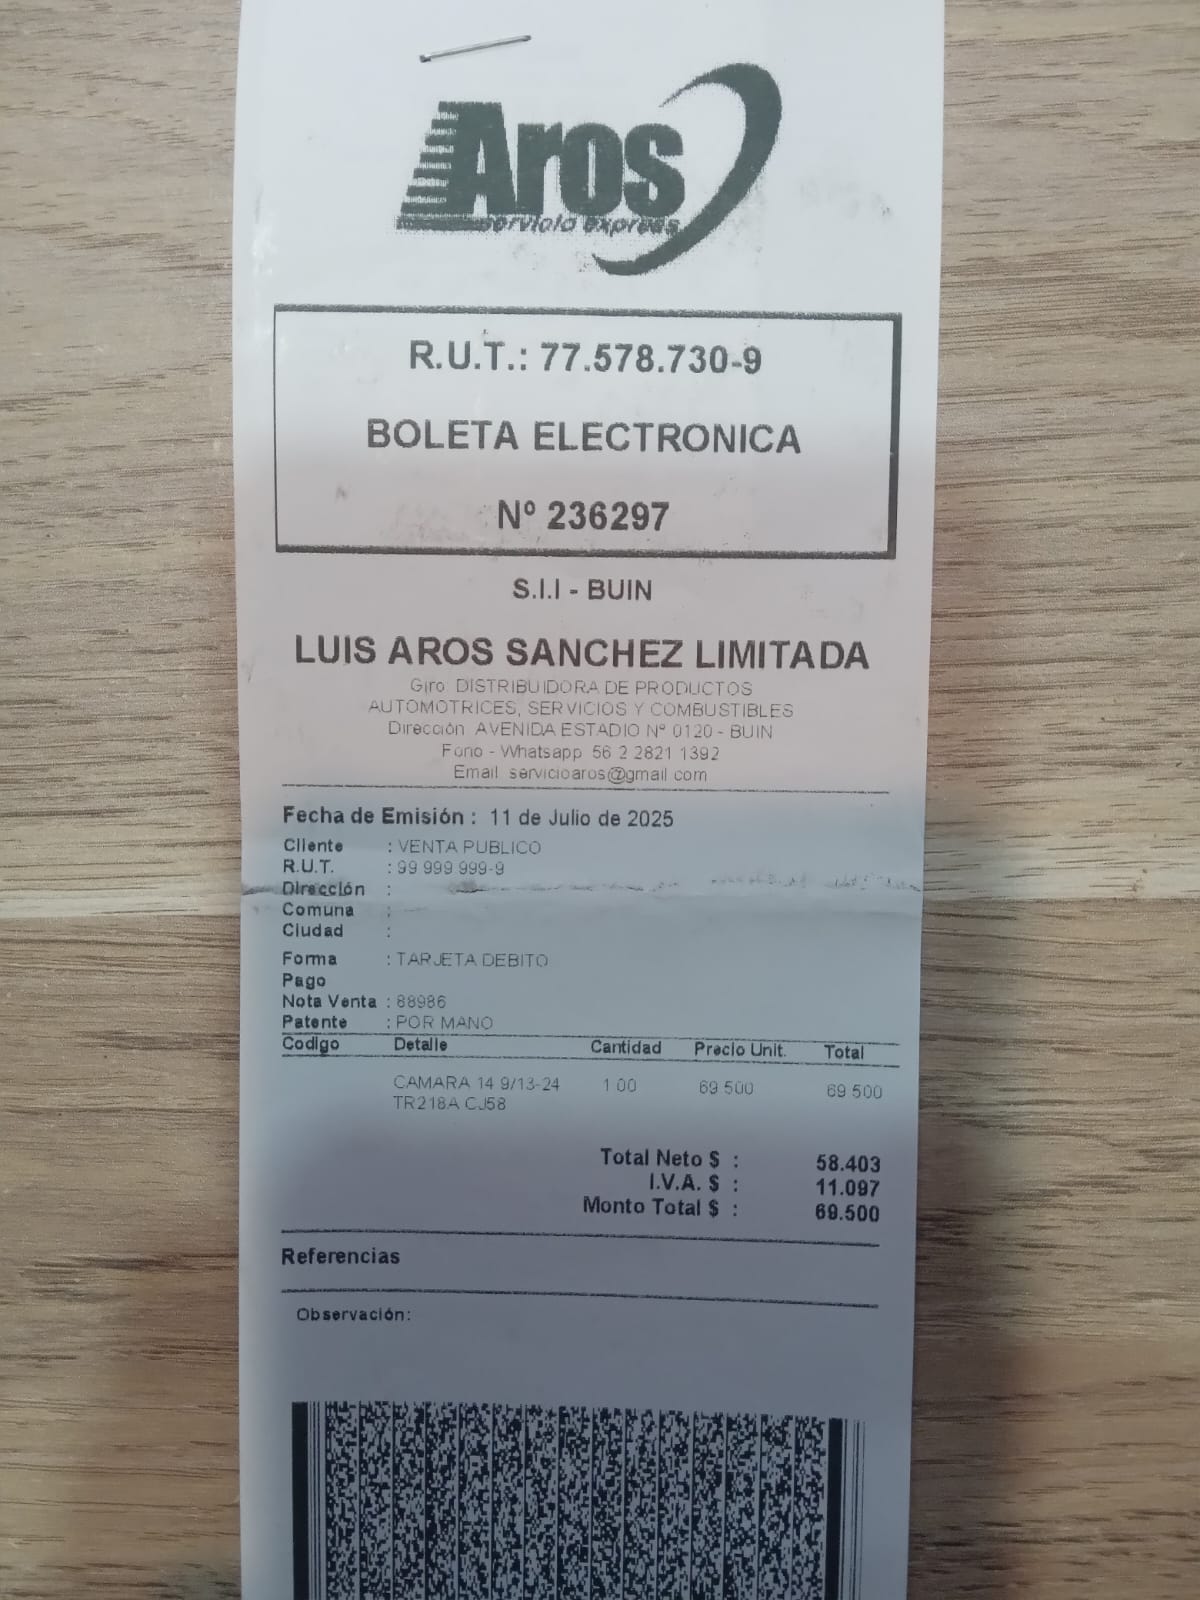 Aros
servicio express
R.U.T.: 77.578.730-9
BOLETA ELECTRONICA
Nº 236297
S.I.I - BUIN
LUIS AROS SANCHEZ LIMITADA
Giro: DISTRIBUIDORA DE PRODUCTOS
AUTOMOTRICES, SERVICIOS Y COMBUSTIBLES
Dirección AVENIDA ESTADIO Nº 0120 - BUIN
Fono - Whatsapp 56 2 2821 1392
Email servicioaros@gmail.com
Fecha de Emisión : 11 de Julio de 2025
Cliente : VENTA PUBLICO
R.U.T. : 99.999.999-9
Dirección :
Comuna :
Ciudad :
Forma : TARJETA DEBITO
Pago
Nota Venta : 88986
Patente : POR MANO
Codigo Detalle Cantidad Precio Unit. Total
CAMARA 14 9/13-24 1.00 69.500 69.500
TR218A CJ58
Total Neto $ : 58.403
I.V.A. $ : 11.097
Monto Total $ : 69.500
Referencias
Observación: